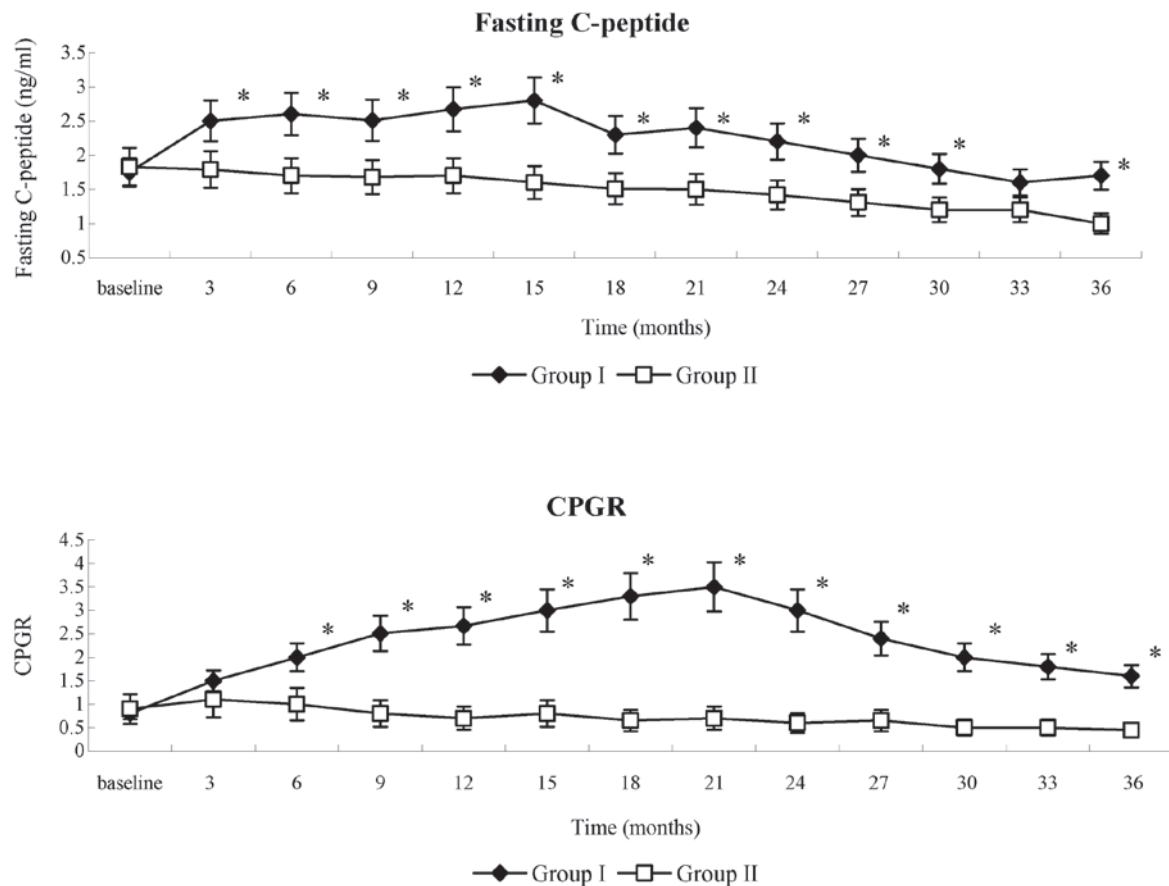 Fasting C-peptide
Fasting C-peptide (ng/ml)
3.5
3
2.5
2
1.5
1
0.5
* * * * * * * * * * *
baseline 3 6 9 12 15 18 21 24 27 30 33 36
Time (months)
Group I Group II
CPGR
CPGR
4.5
4
3.5
3
2.5
2
1.5
1
0.5
0
* * * * * * * * * * *
baseline 3 6 9 12 15 18 21 24 27 30 33 36
Time (months)
Group I Group II